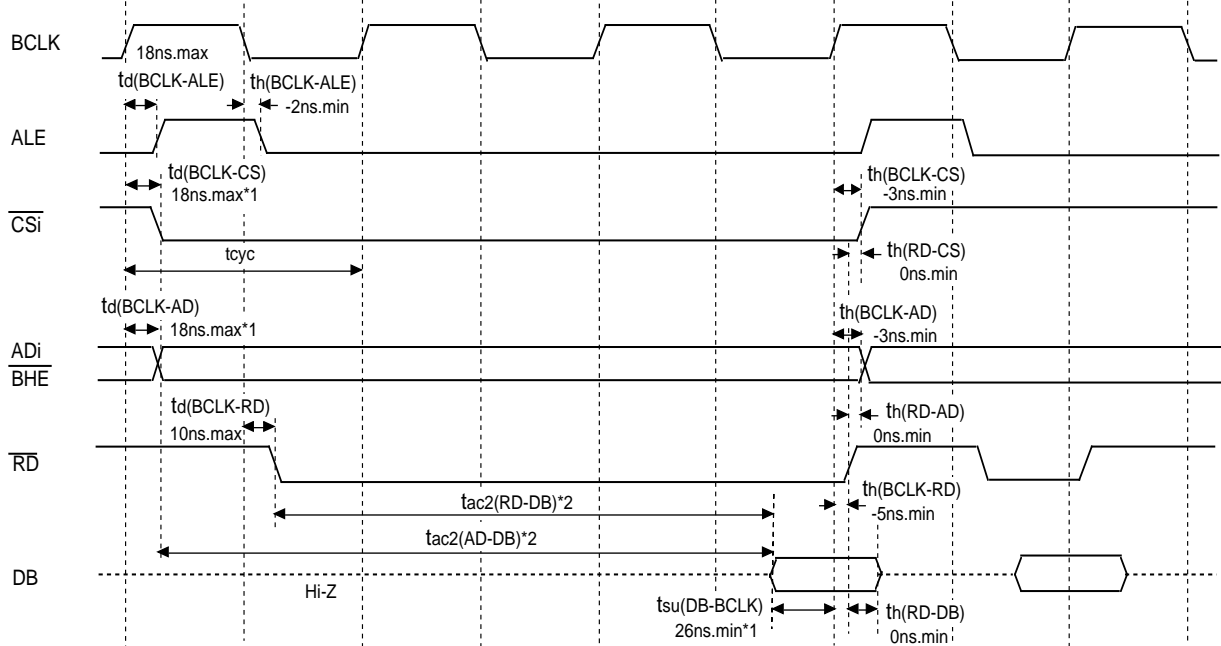 BCLK
18ns.max
td(BCLK-ALE)
th(BCLK-ALE)
-2ns.min
ALE
td(BCLK-CS)
18ns.max*1
th(BCLK-CS)
-3ns.min
CSi
tcyc
th(RD-CS)
0ns.min
td(BCLK-AD)
18ns.max*1
th(BCLK-AD)
-3ns.min
ADi
BHE
td(BCLK-RD)
10ns.max
th(RD-AD)
0ns.min
RD
tac2(RD-DB)*2
th(BCLK-RD)
-5ns.min
tac2(AD-DB)*2
DB
Hi-Z
tsu(DB-BCLK)
26ns.min*1
th(RD-DB)
0ns.min